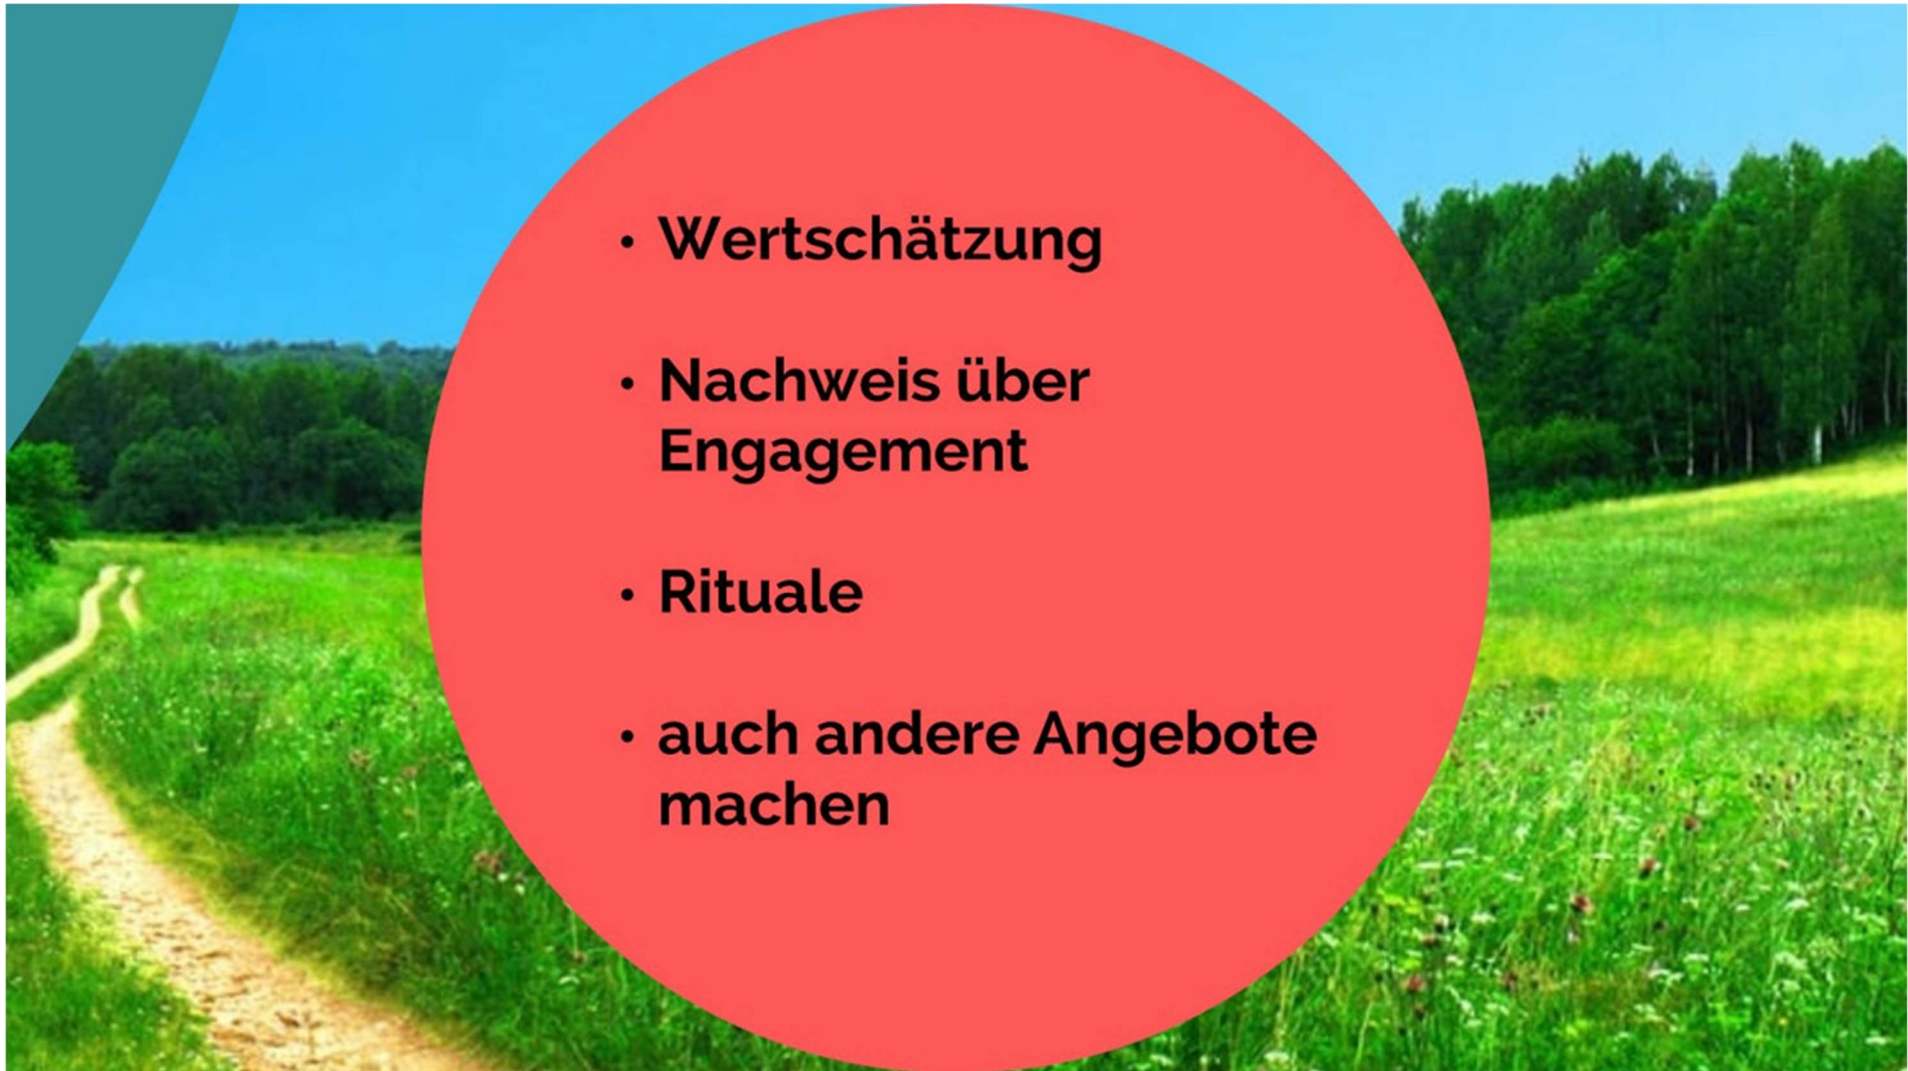 • Wertschätzung
• Nachweis über
Engagement
• Rituale
• auch andere Angebote
machen